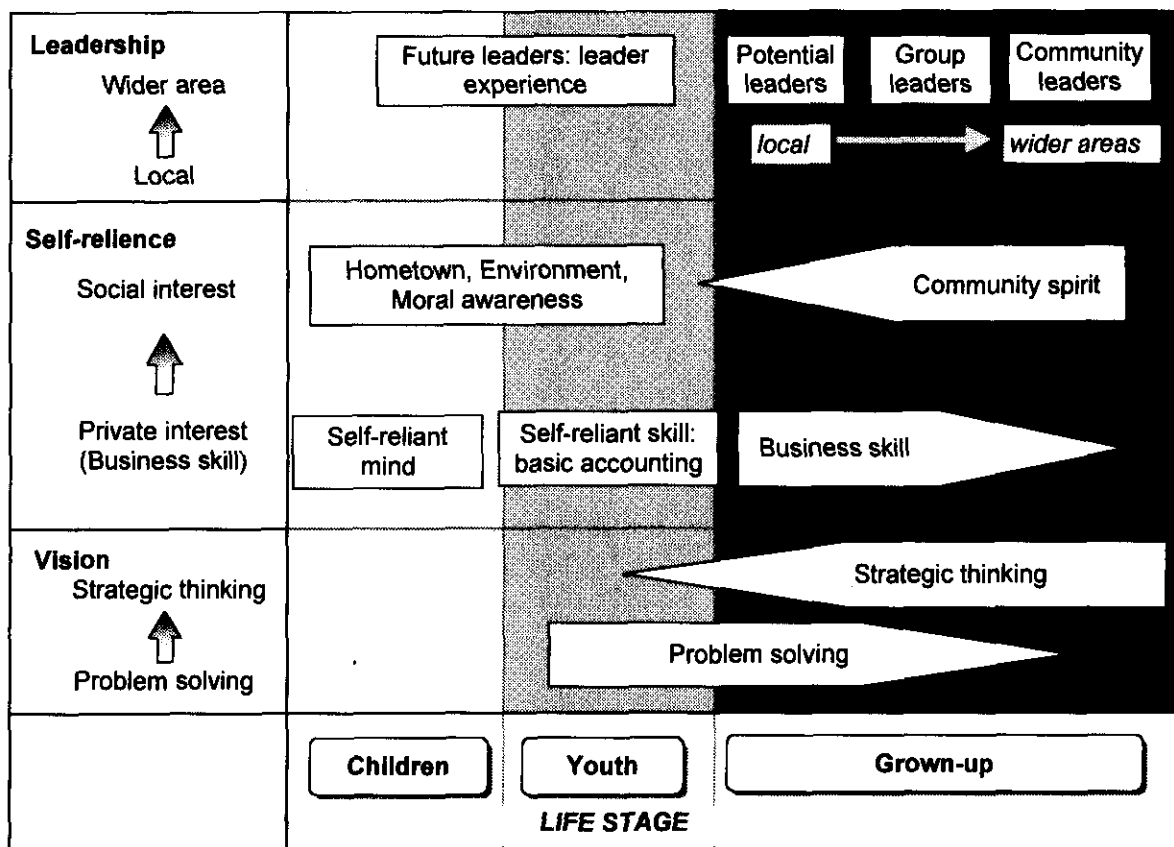 Leadership
Wider area
Local
Future leaders: leader
experience
Potential
leaders
Group
leaders
Community
leaders
local
wider areas
Self-relience
Social interest
Private interest
(Business skill)
Hometown, Environment,
Moral awareness
Community spirit
Self-reliant
mind
Self-reliant skill:
basic accounting
Business skill
Vision
Strategic thinking
Problem solving
Strategic thinking
Problem solving
Children
Youth
Grown-up
LIFE STAGE